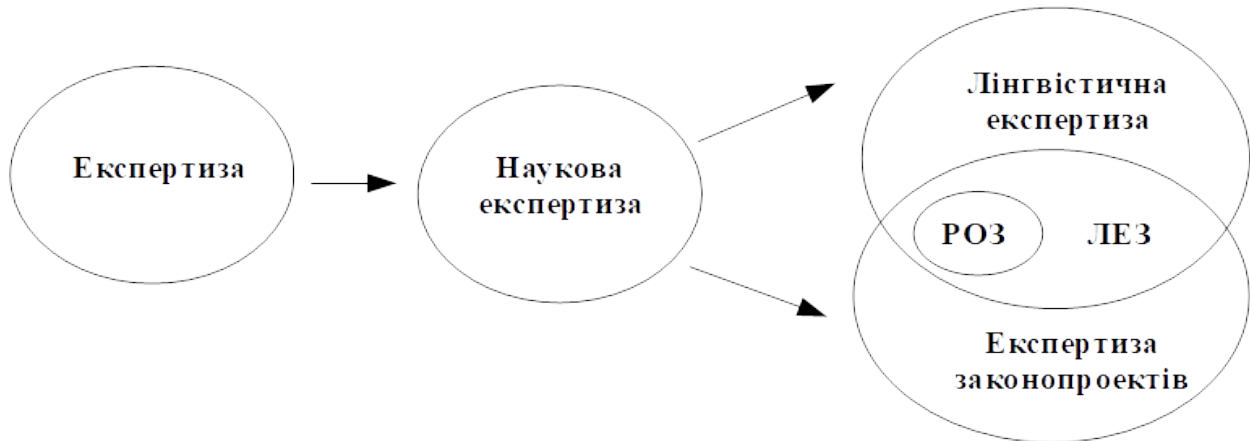 Експертиза
Наукова
експертиза
Лінгвістична
експертиза
РОЗ
ЛЕЗ
Експертиза
законопроектів